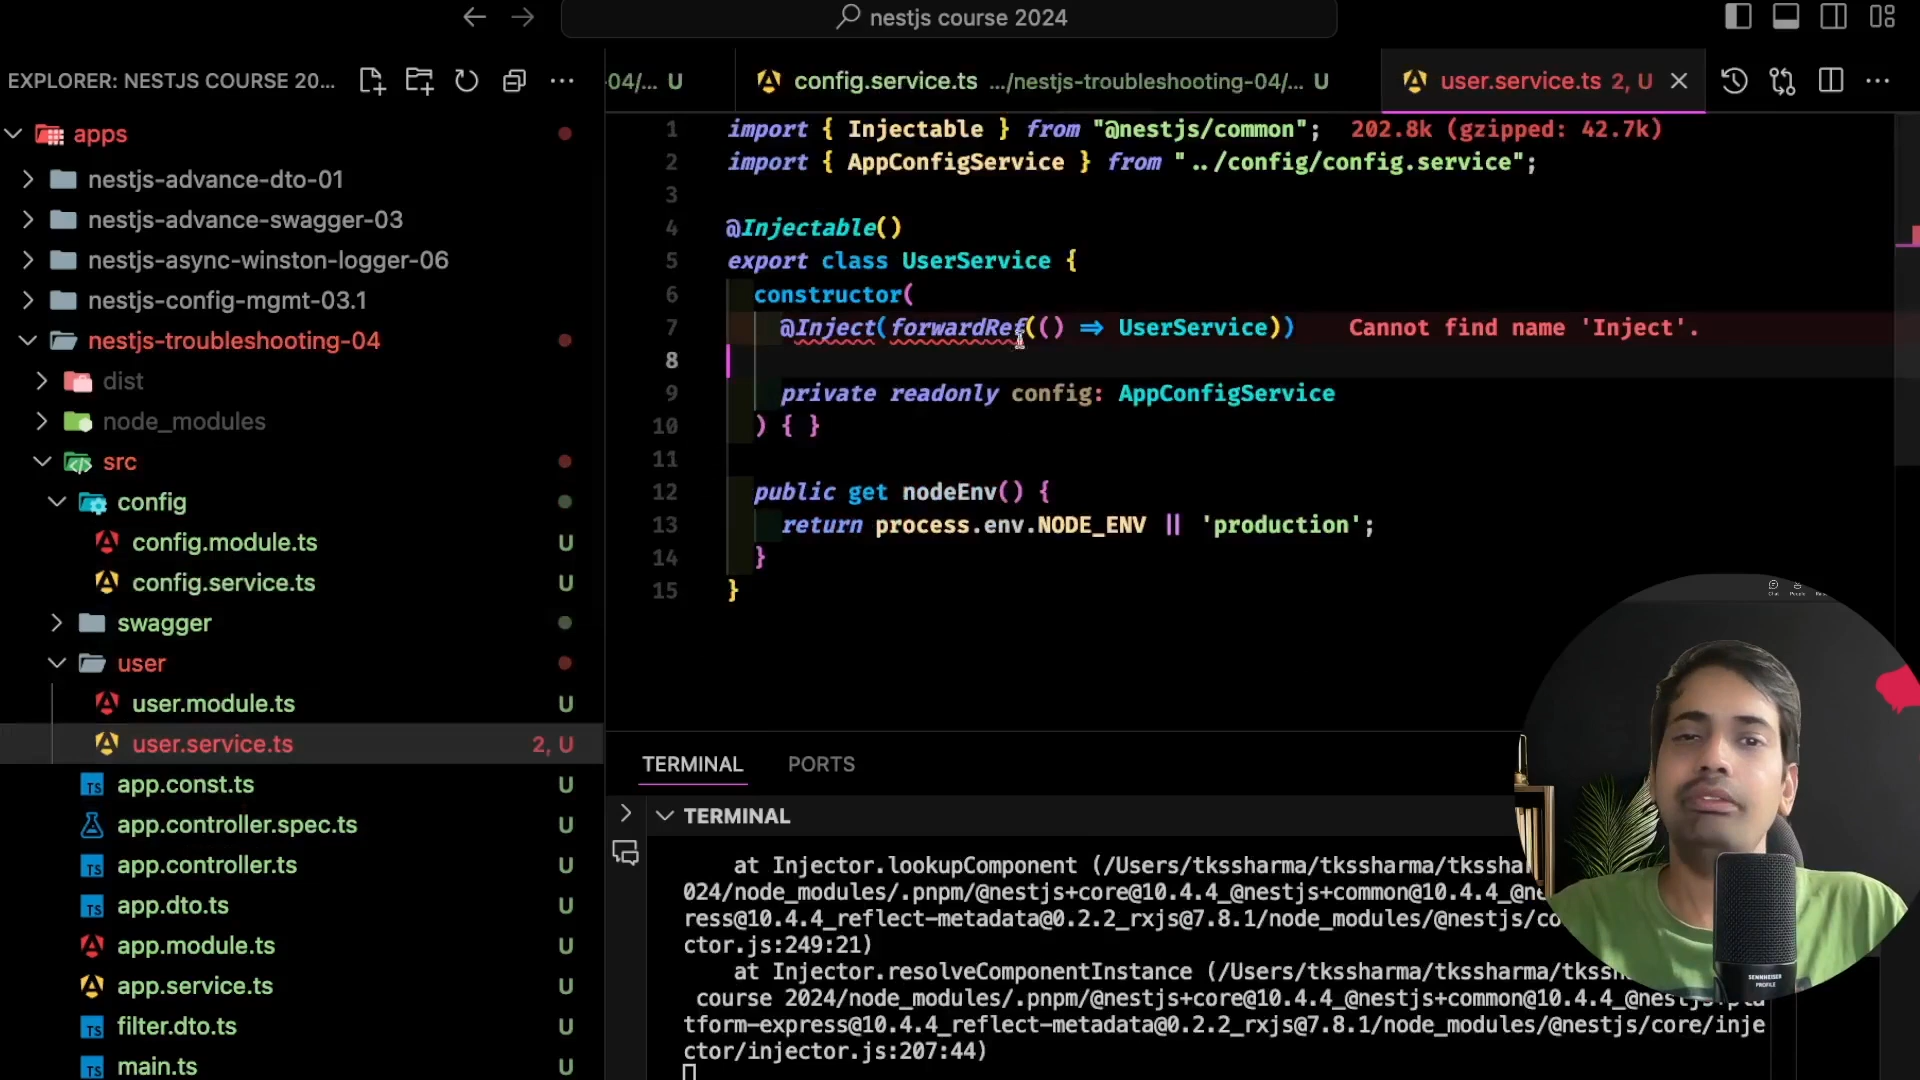 nestjs course 2024
EXPLORER: NESTJS COURSE 20...
apps
nestjs-advance-dto-01
nestjs-advance-swagger-03
nestjs-async-winston-logger-06
nestjs-config-mgmt-03.1
nestjs-troubleshooting-04
dist
node_modules
src
config
config.module.ts U
config.service.ts U
swagger
user
user.module.ts U
user.service.ts 2, U
app.const.ts U
app.controller.spec.ts U
app.controller.ts U
app.dto.ts U
app.module.ts U
app.service.ts U
filter.dto.ts U
main.ts U
04/... U
config.service.ts .../nestjs-troubleshooting-04/... U
user.service.ts 2, U
1 import { Injectable } from "@nestjs/common"; 202.8k (gzipped: 42.7k)
2 import { AppConfigService } from "../config/config.service";
3
4 @Injectable()
5 export class UserService {
6 constructor(
7 @Inject(forwardRef(() => UserService)) Cannot find name 'Inject'.
8
9 private readonly config: AppConfigService
10 ) { }
11
12 public get nodeEnv() {
13 return process.env.NODE_ENV || 'production';
14 }
15 }
TERMINAL PORTS
TERMINAL
at Injector.lookupComponent (/Users/tkssharma/tkssharma/tksshar
024/node_modules/.pnpm/@nestjs+core@10.4.4_@nestjs+common@10.4.4_@ne
ress@10.4.4_reflect-metadata@0.2.2_rxjs@7.8.1/node_modules/@nestjs/co
ctor.js:249:21)
at Injector.resolveComponentInstance (/Users/tkssharma/tkssharma/tkssh
course 2024/node_modules/.pnpm/@nestjs+core@10.4.4_@nestjs+common@10.4.4_@nestjs
tform-express@10.4.4_reflect-metadata@0.2.2_rxjs@7.8.1/node_modules/@nestjs/core/inje
ctor/injector.js:207:44)
SENNHEISER
PROFILE